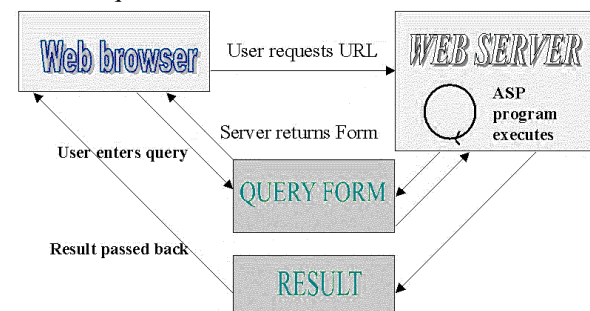 Web browser
User requests URL
WEB SERVER
ASP
program
executes
Server returns Form
User enters query
QUERY FORM
Result passed back
RESULT